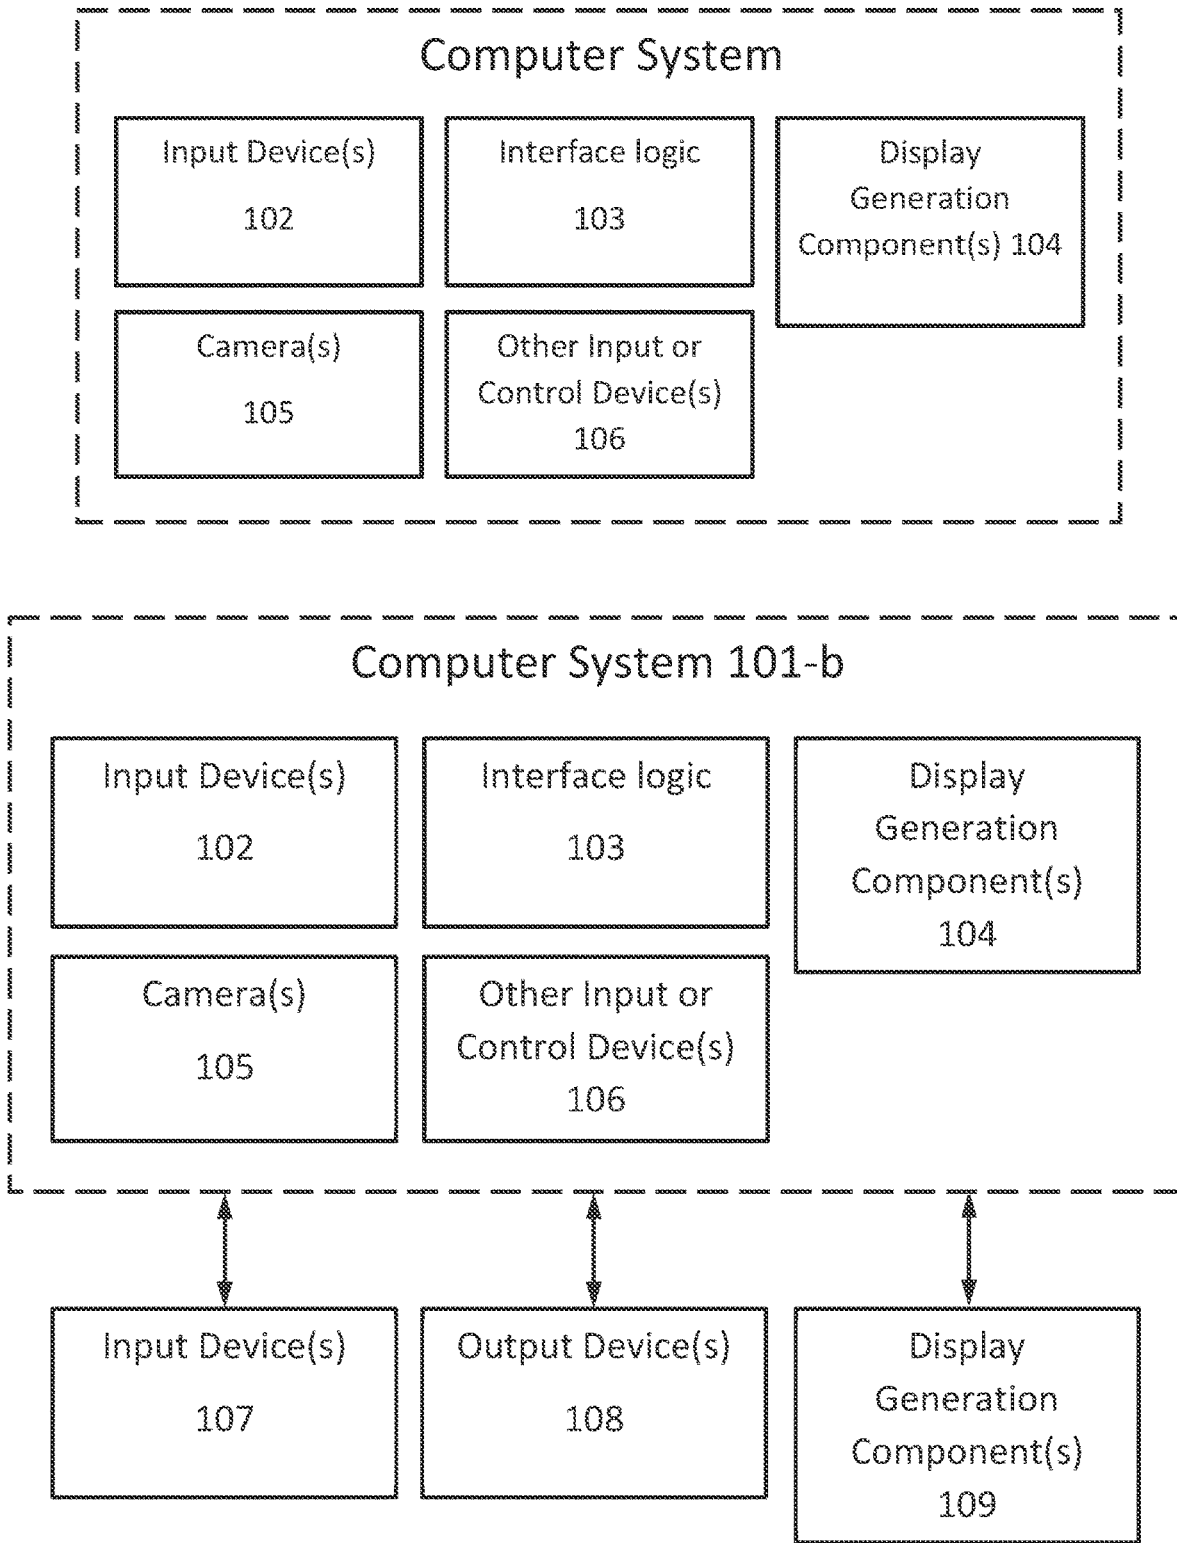 Computer System
Input Device(s)
102
Interface logic
103
Display
Generation
Component(s) 104
Camera(s)
105
Other Input or
Control Device(s)
106
Computer System 101-b
Input Device(s)
102
Interface logic
103
Display
Generation
Component(s)
104
Camera(s)
105
Other Input or
Control Device(s)
106
Input Device(s)
107
Output Device(s)
108
Display
Generation
Component(s)
109